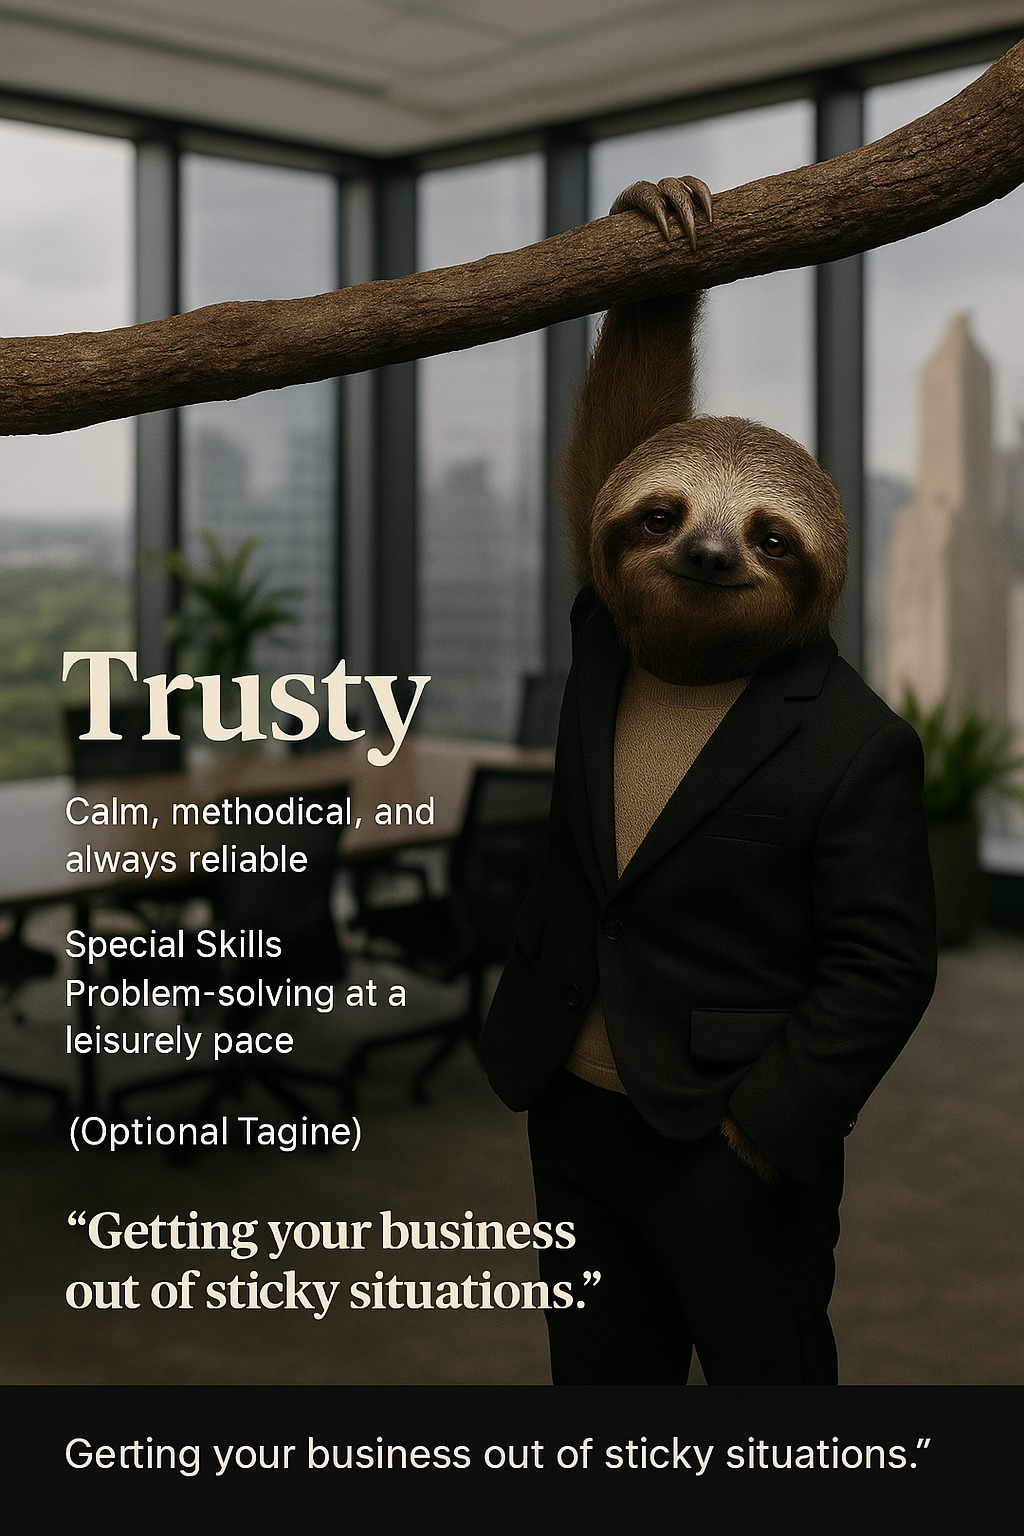 Trusty
Calm, methodical, and
always reliable
Special Skills
Problem-solving at a
leisurely pace
(Optional Tagine)
“Getting your business
out of sticky situations.”
Gerting your business out of sticky situations.”